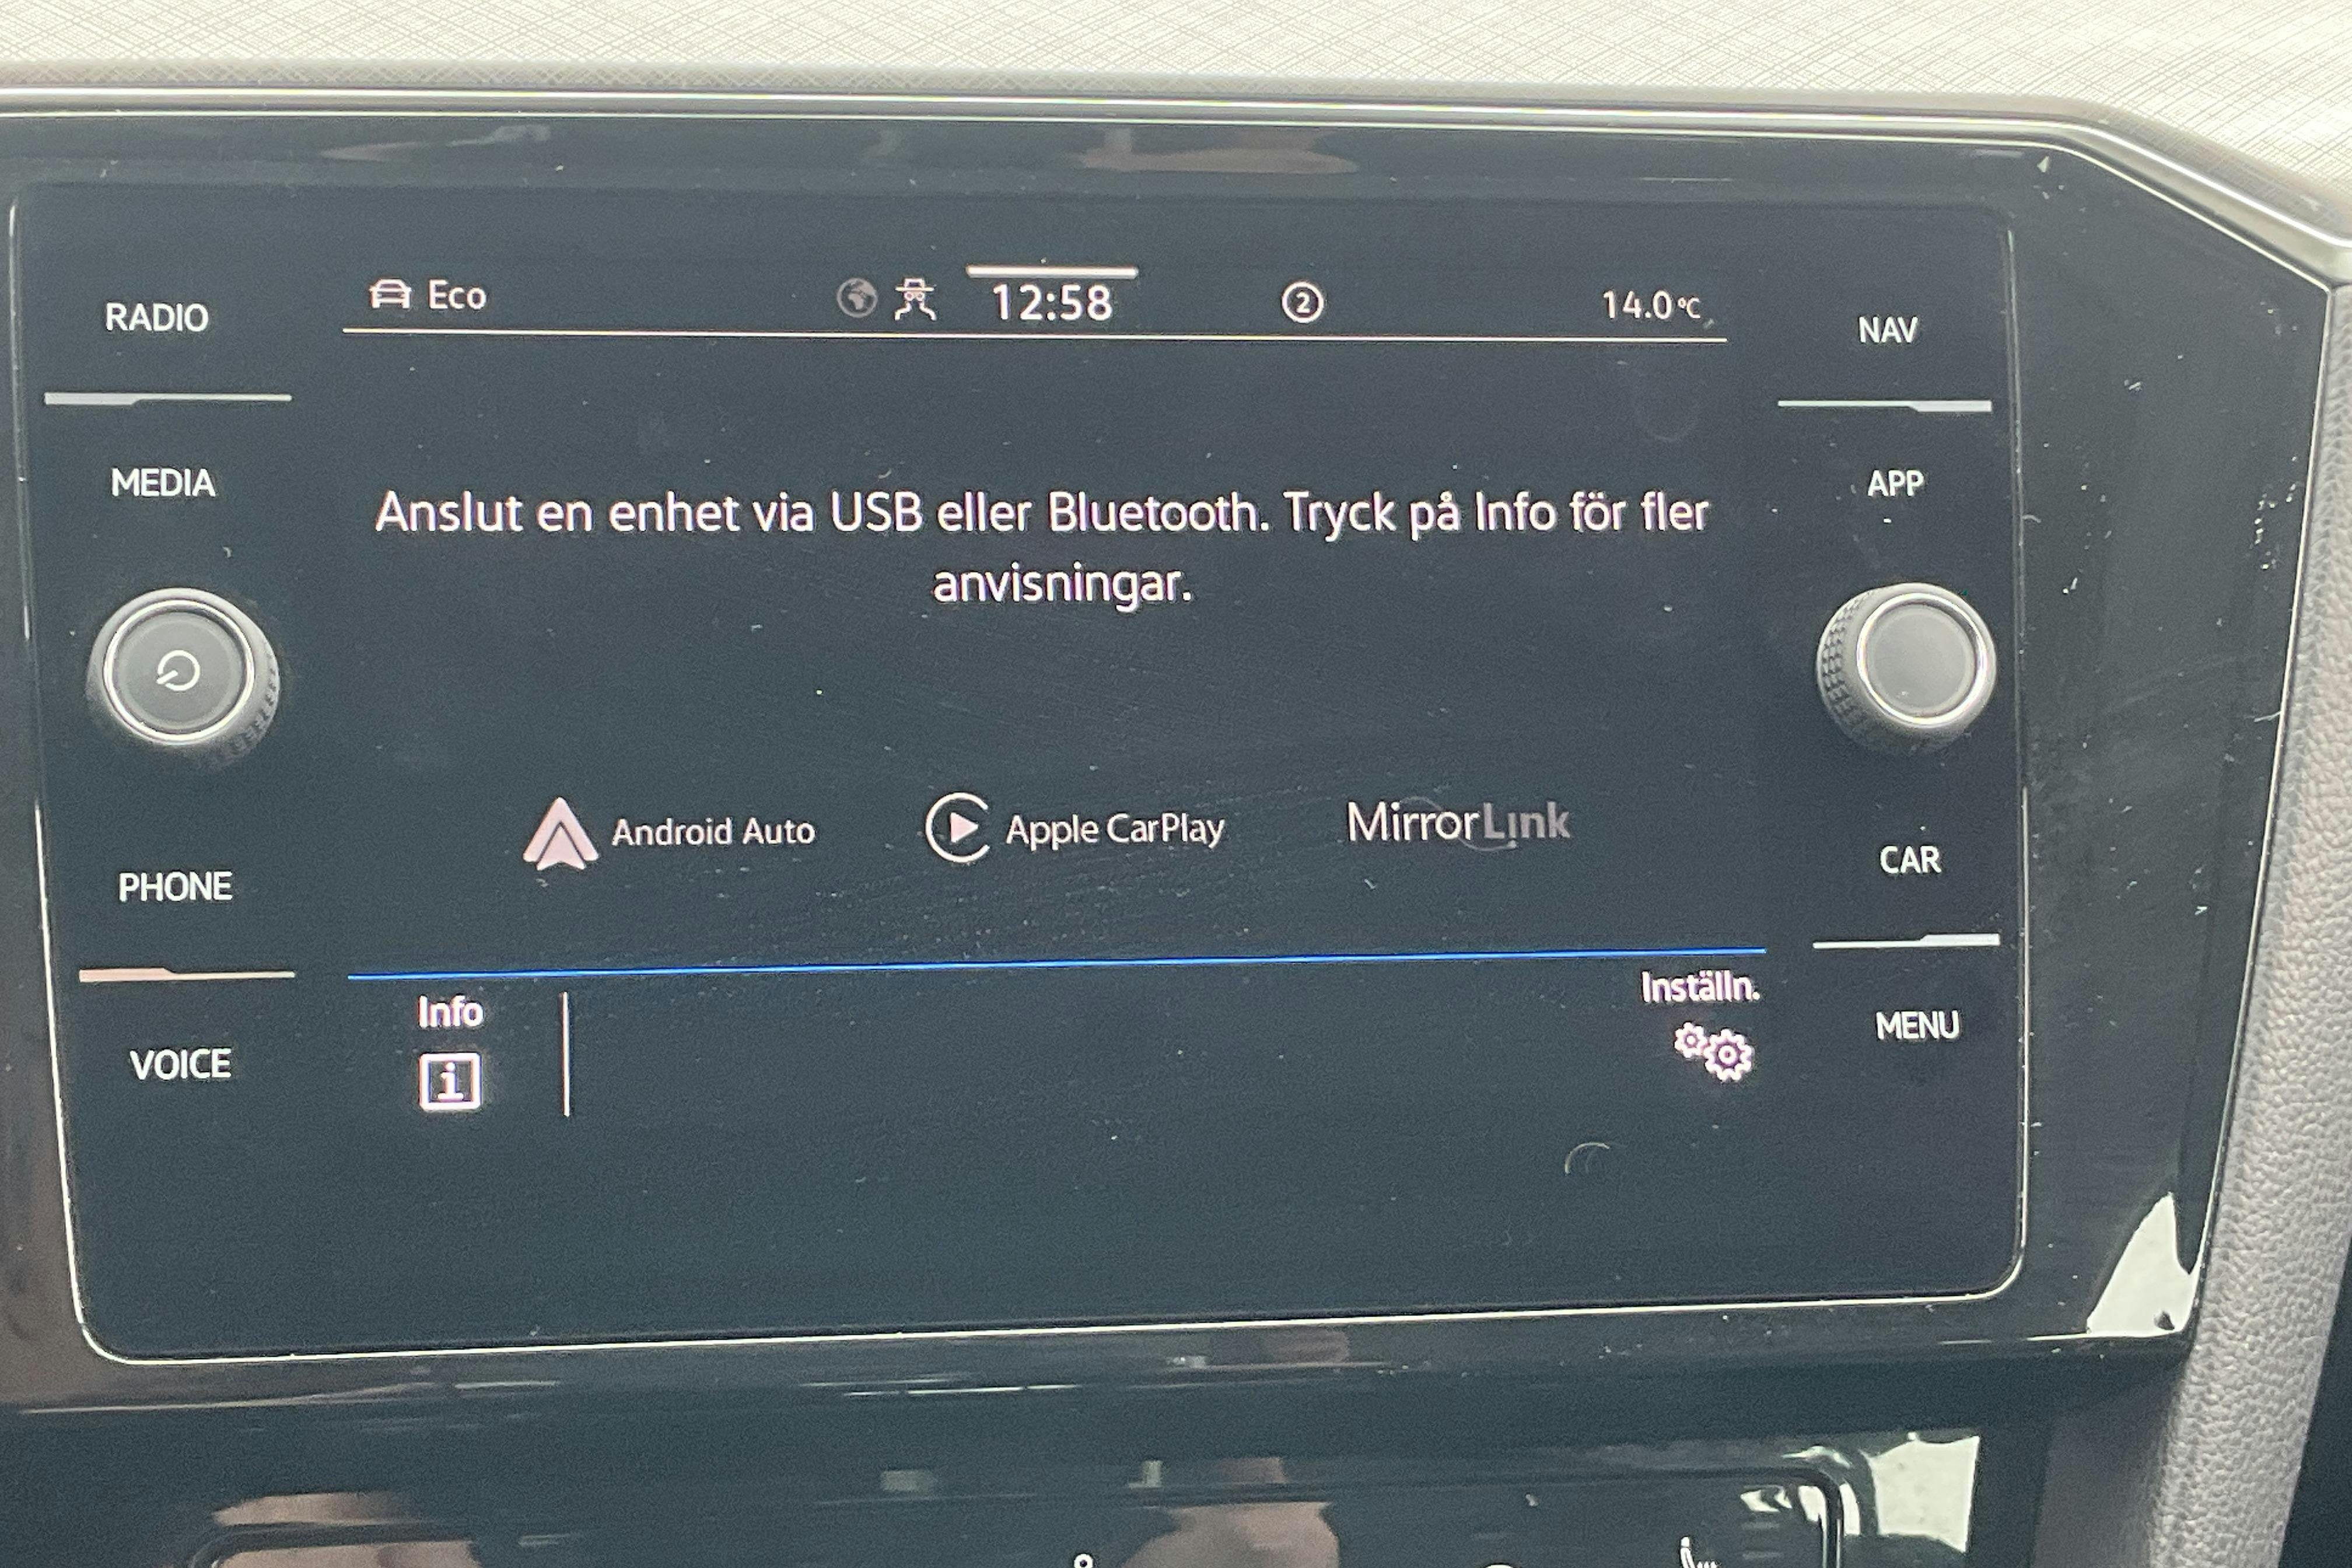 RADIO
Eco
12:58
2
14.0°C
NAV
MEDIA
APP
Anslut en enhet via USB eller Bluetooth. Tryck på Info för fler
anvisningar.
Android Auto
Apple CarPlay
MirrorLink
PHONE
CAR
Info
Inställn.
VOICE
MENU